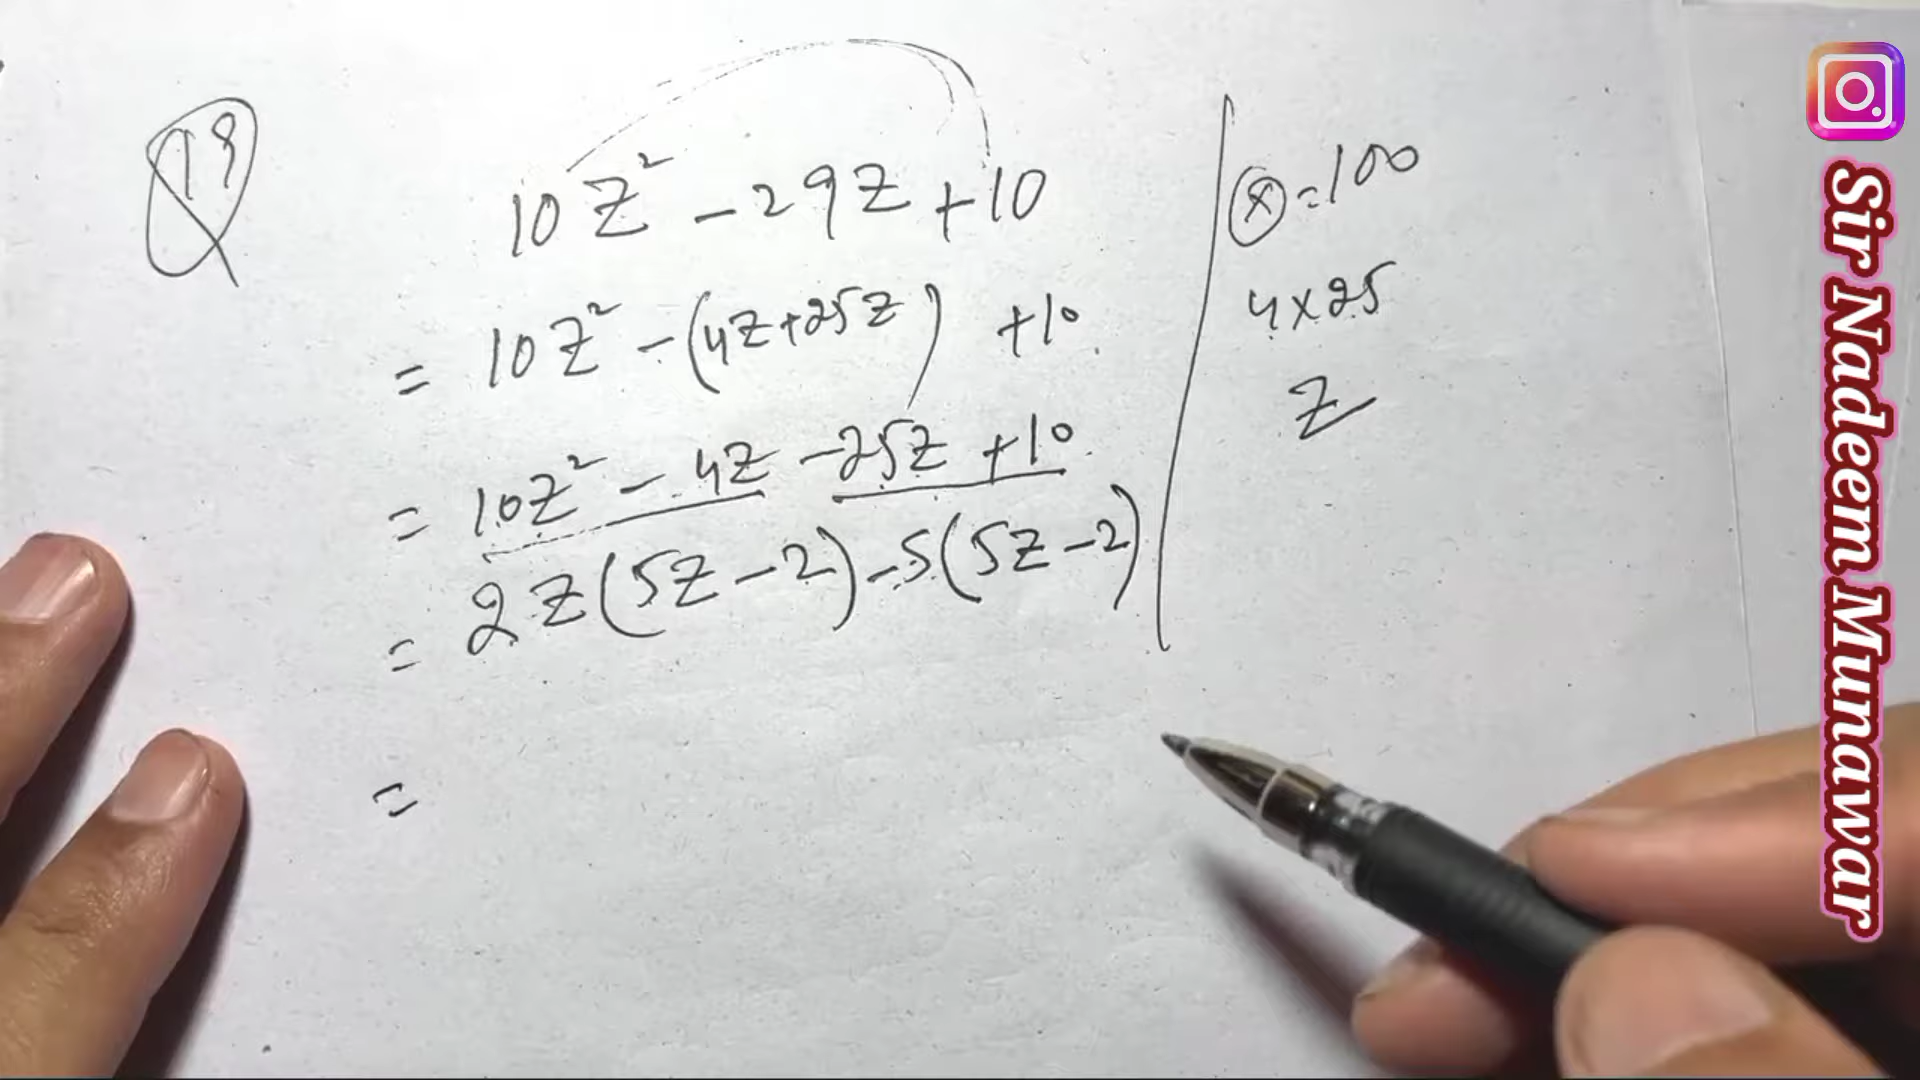 Q 19
10Z² - 29Z + 10
= 10Z² - (4Z+25Z) + 10
= 10Z² - 4Z - 25Z + 10
= 2Z(5Z - 2) - 5(5Z - 2)
=
ⓧ = 100
4 x 25
Z
Sir Nadeem Munawar